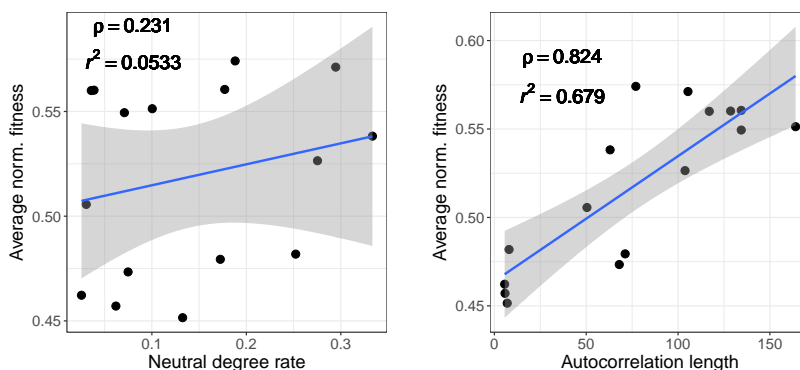 ρ = 0.231
r² = 0.0533
Average norm. fitness
0.55
0.50
0.45
0.1
0.2
0.3
Neutral degree rate
ρ = 0.824
r² = 0.679
Average norm. fitness
0.60
0.55
0.50
0.45
0
50
100
150
Autocorrelation length